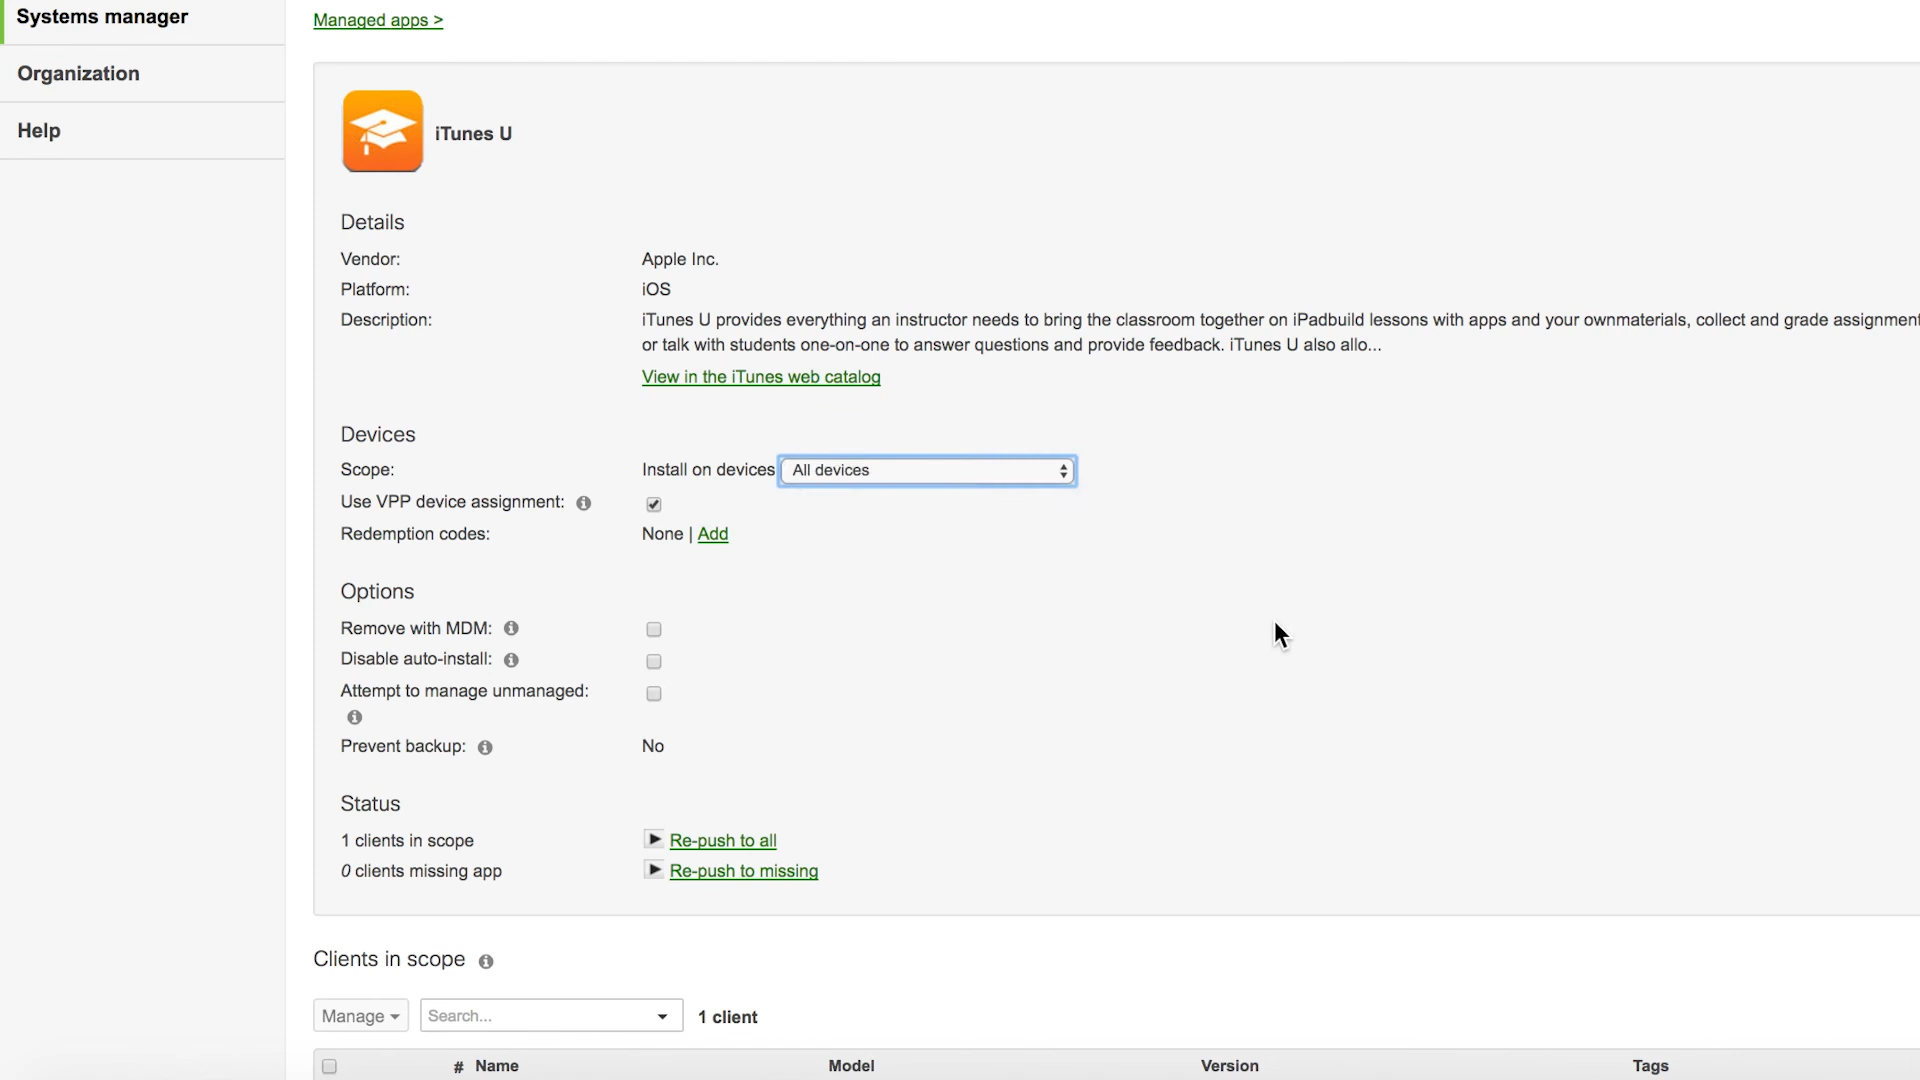 Systems manager
Organization
Help
Managed apps >
iTunes U
Details
Vendor: Apple Inc.
Platform: iOS
Description: iTunes U provides everything an instructor needs to bring the classroom together on iPadbuild lessons with apps and your ownmaterials, collect and grade assignment
or talk with students one-on-one to answer questions and provide feedback. iTunes U also allo...
View in the iTunes web catalog
Devices
Scope: Install on devices All devices
Use VPP device assignment:
Redemption codes: None | Add
Options
Remove with MDM:
Disable auto-install:
Attempt to manage unmanaged:
Prevent backup: No
Status
1 clients in scope Re-push to all
0 clients missing app Re-push to missing
Clients in scope
Manage Search... 1 client
# Name Model Version Tags